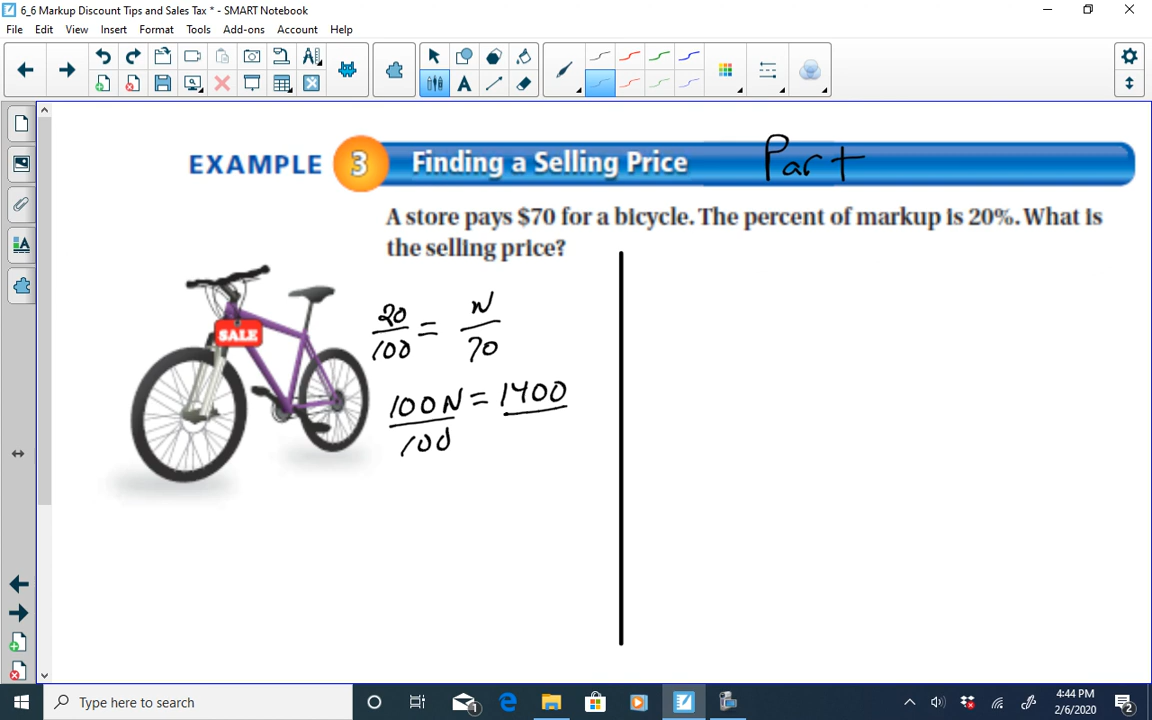 6_6 Markup Discount Tips and Sales Tax * - SMART Notebook
File Edit View Insert Format Tools Add-ons Account Help
EXAMPLE 3 Finding a Selling Price Part
A store pays $70 for a bicycle. The percent of markup is 20%. What is
the selling price?
SALE
20/100 = N/70
100N = 1400
100
Type here to search
1
4:44 PM
2/6/2020
2